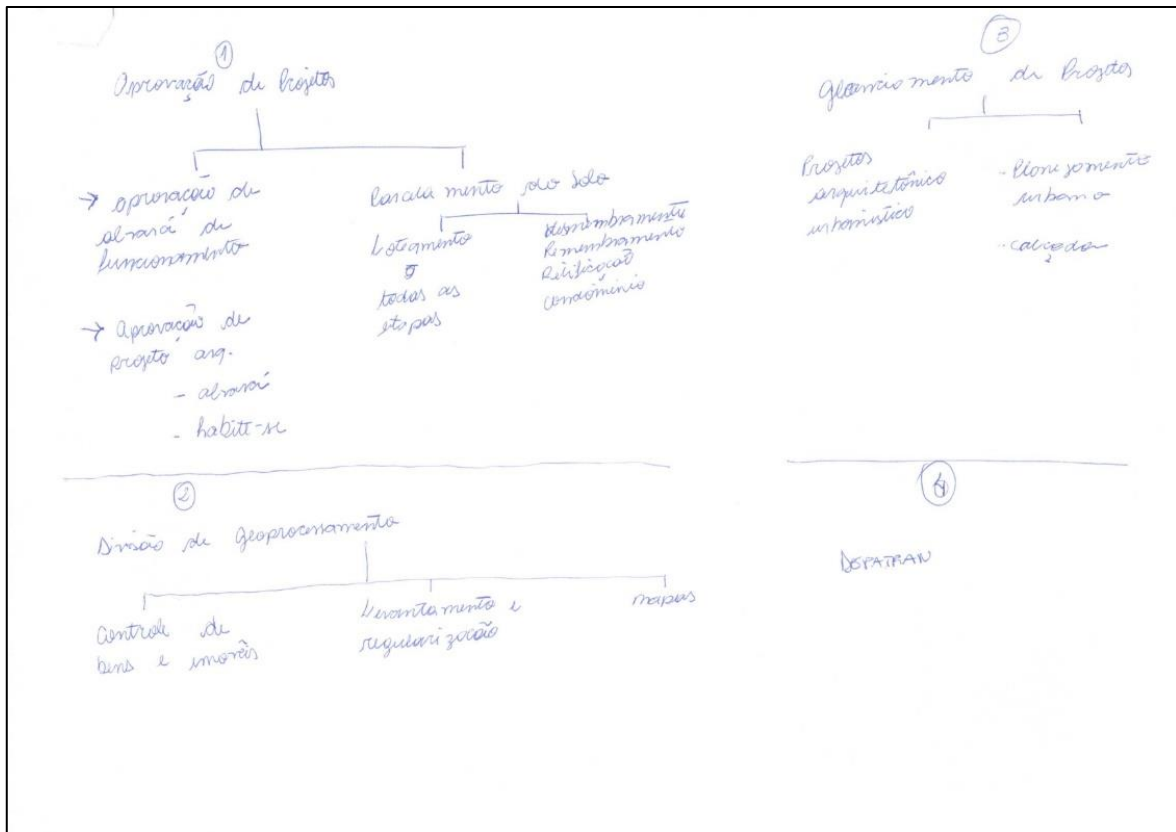 1
Aprovação de Projetos
→ aprovação de
alvará de
funcionamento
→ Aprovação de
Projeto arq.
- alvará
- habite-se
Parcelamento do Solo
Loteamento
todas as
etapas
desmembramento
Remembramento
Retificação
condomínio
2
Divisão de Geoprocessamento
Controle de
bens e imóveis
Levantamento e
regularização
mapas
3
Gerenciamento de Projetos
Projetos
arquitetônico
urbanístico
- Planejamento
urbano
- calçadas
4
DEPATRAN